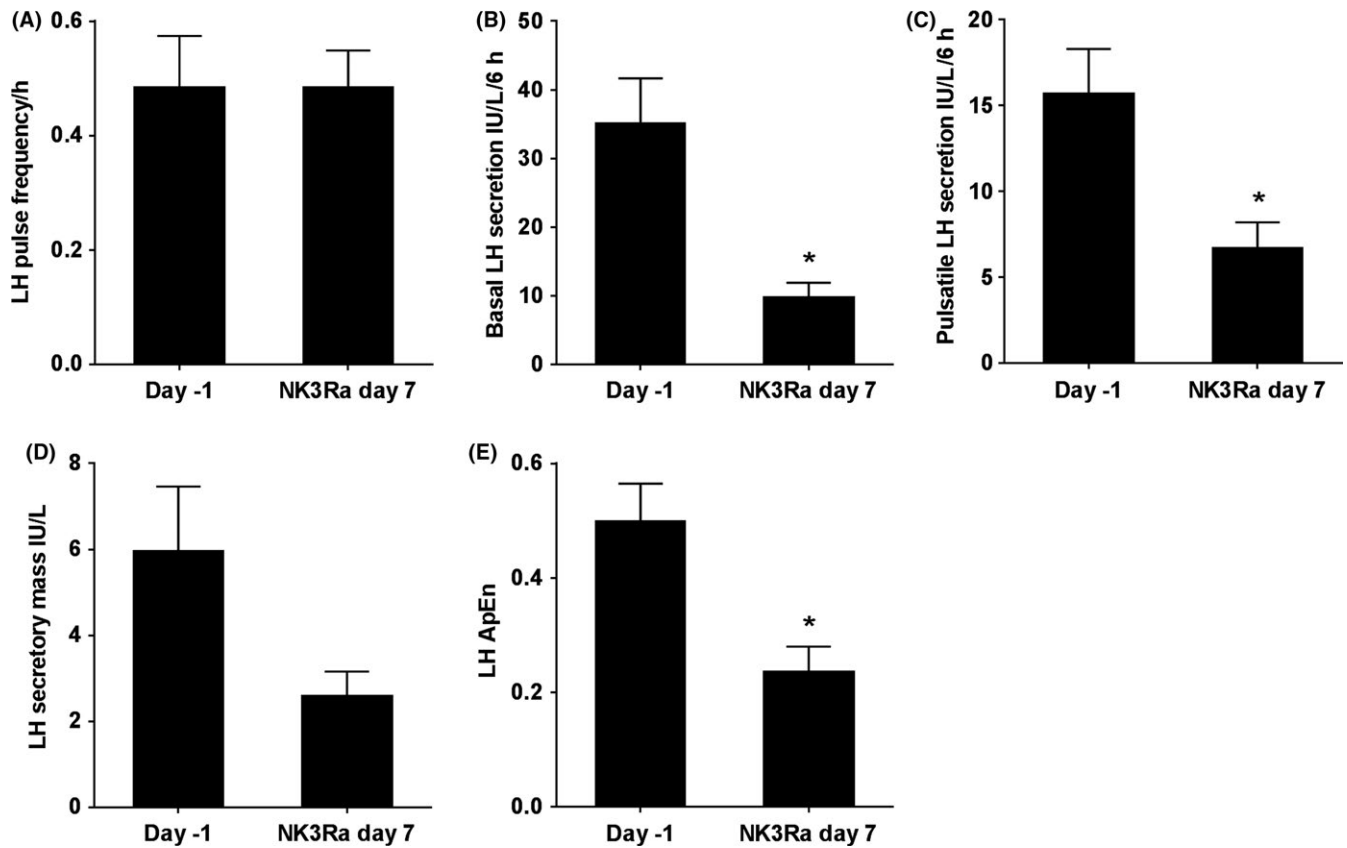 (A)
LH pulse frequency/h
0.6
0.4
0.2
0.0
Day -1
NK3Ra day 7
(B)
Basal LH secretion IU/L/6 h
50
40
30
20
10
0
*
Day -1
NK3Ra day 7
(C)
Pulsatile LH secretion IU/L/6 h
20
15
10
5
0
*
Day -1
NK3Ra day 7
(D)
LH secretory mass IU/L
8
6
4
2
0
Day -1
NK3Ra day 7
(E)
LH ApEn
0.6
0.4
0.2
0.0
*
Day -1
NK3Ra day 7